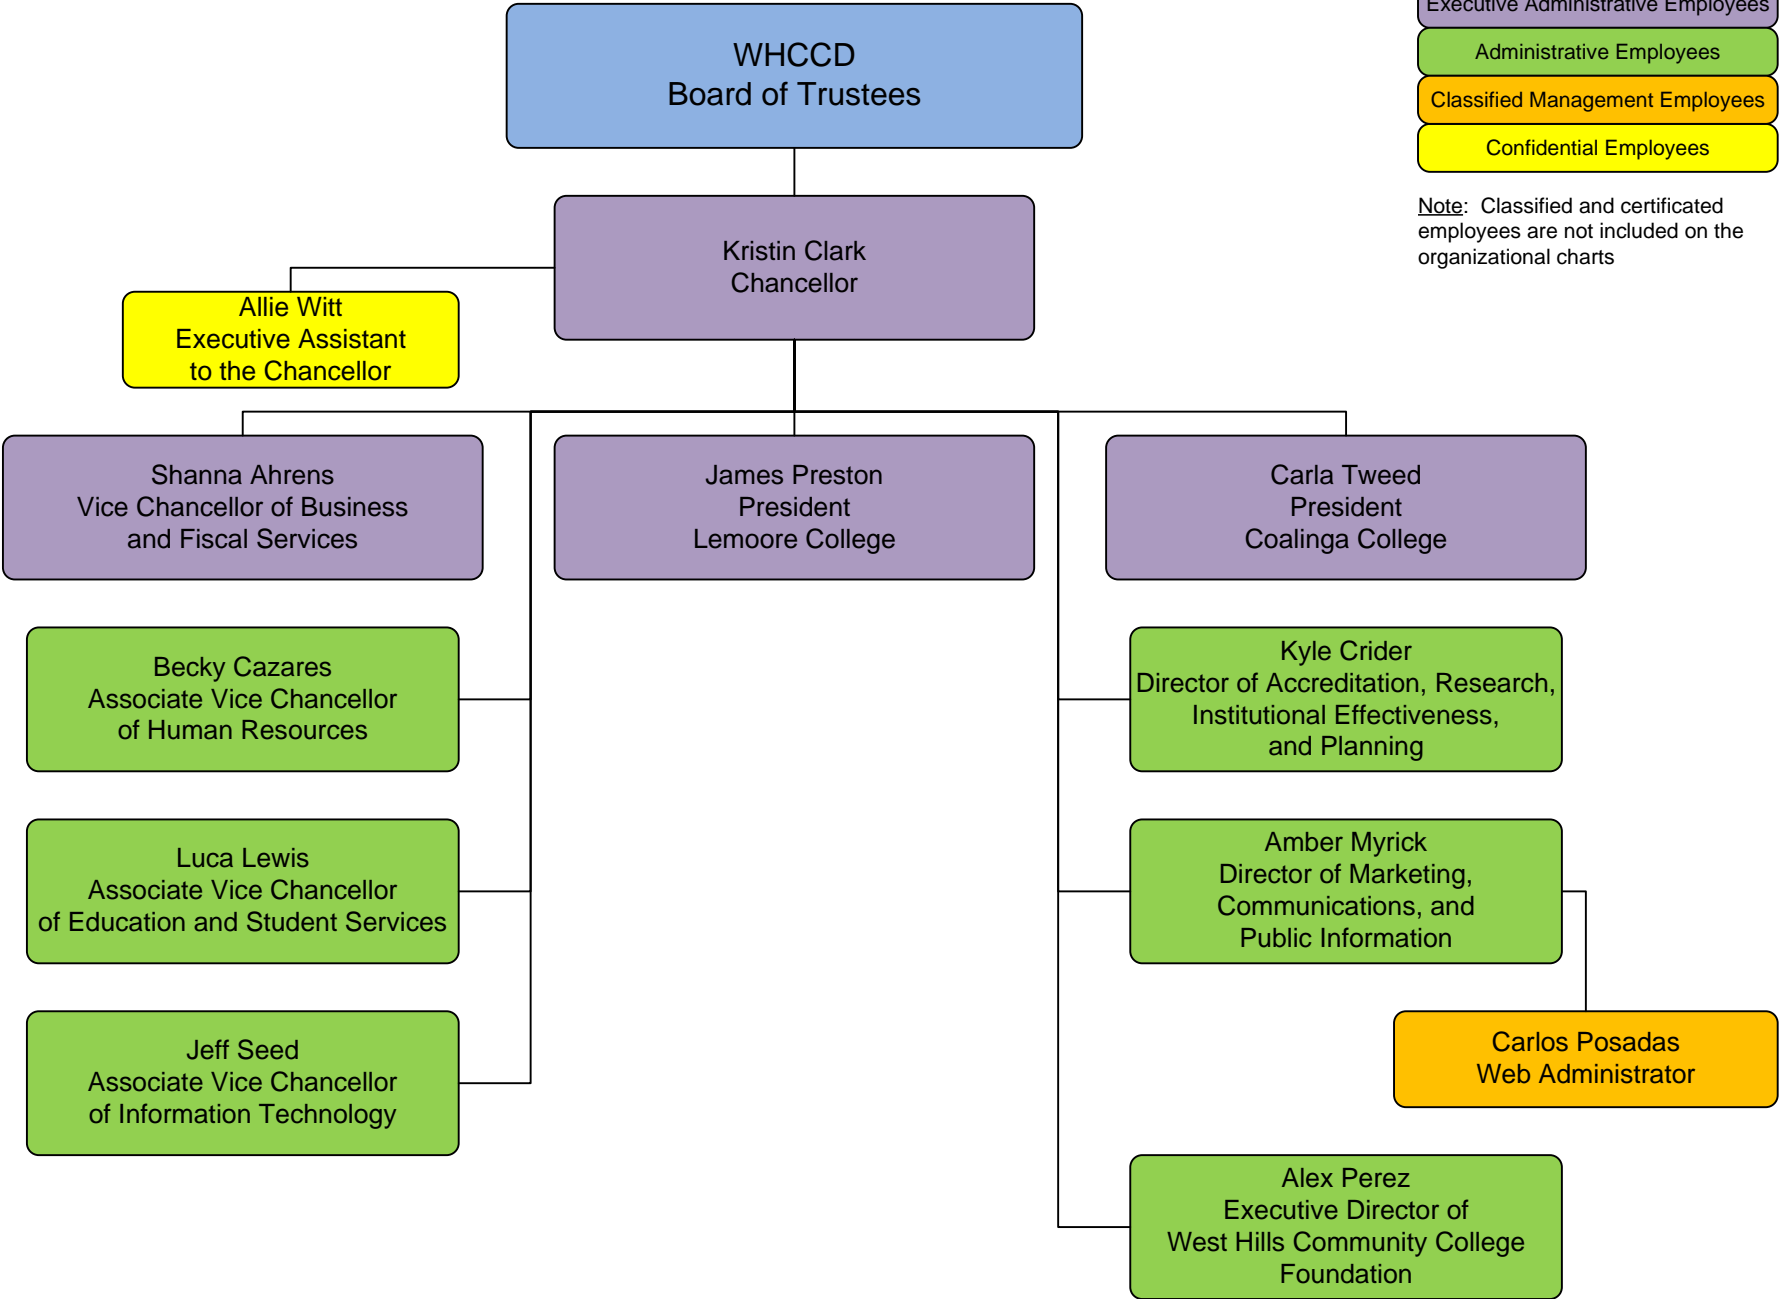 WHCCD
Board of Trustees
Executive Administrative Employees
Administrative Employees
Classified Management Employees
Confidential Employees
Note: Classified and certificated
employees are not included on the
organizational charts
Kristin Clark
Chancellor
Allie Witt
Executive Assistant
to the Chancellor
Shanna Ahrens
Vice Chancellor of Business
and Fiscal Services
James Preston
President
Lemoore College
Carla Tweed
President
Coalinga College
Becky Cazares
Associate Vice Chancellor
of Human Resources
Kyle Crider
Director of Accreditation, Research,
Institutional Effectiveness,
and Planning
Luca Lewis
Associate Vice Chancellor
of Education and Student Services
Amber Myrick
Director of Marketing,
Communications, and
Public Information
Jeff Seed
Associate Vice Chancellor
of Information Technology
Carlos Posadas
Web Administrator
Alex Perez
Executive Director of
West Hills Community College
Foundation